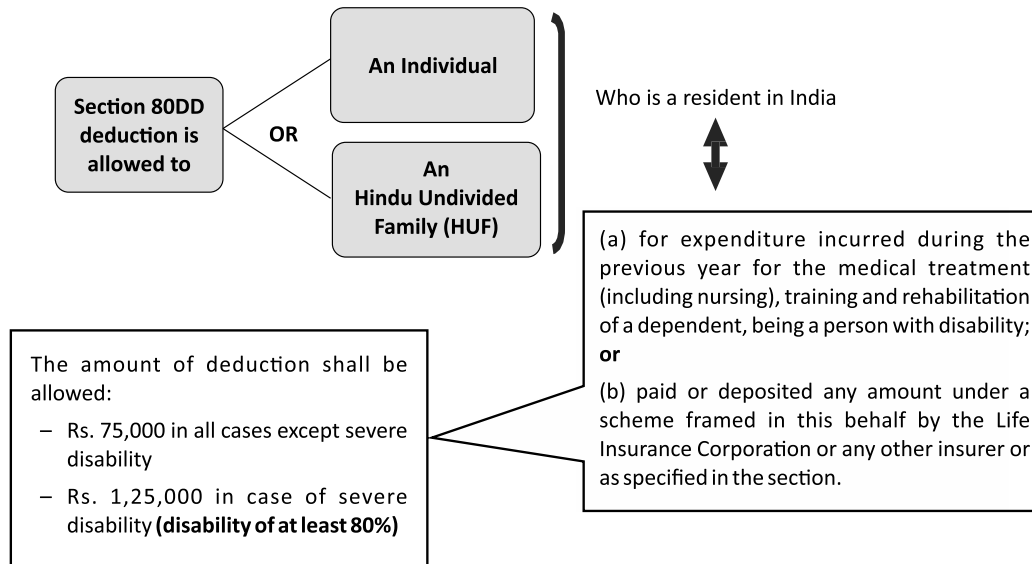 Section 80DD
deduction is
allowed to
OR
An Individual
An
Hindu Undivided
Family (HUF)
Who is a resident in India
(a) for expenditure incurred during the
previous year for the medical treatment
(including nursing), training and rehabilitation
of a dependent, being a person with disability;
or
(b) paid or deposited any amount under a
scheme framed in this behalf by the Life
Insurance Corporation or any other insurer or
as specified in the section.
The amount of deduction shall be
allowed:
– Rs. 75,000 in all cases except severe
disability
– Rs. 1,25,000 in case of severe
disability (disability of at least 80%)